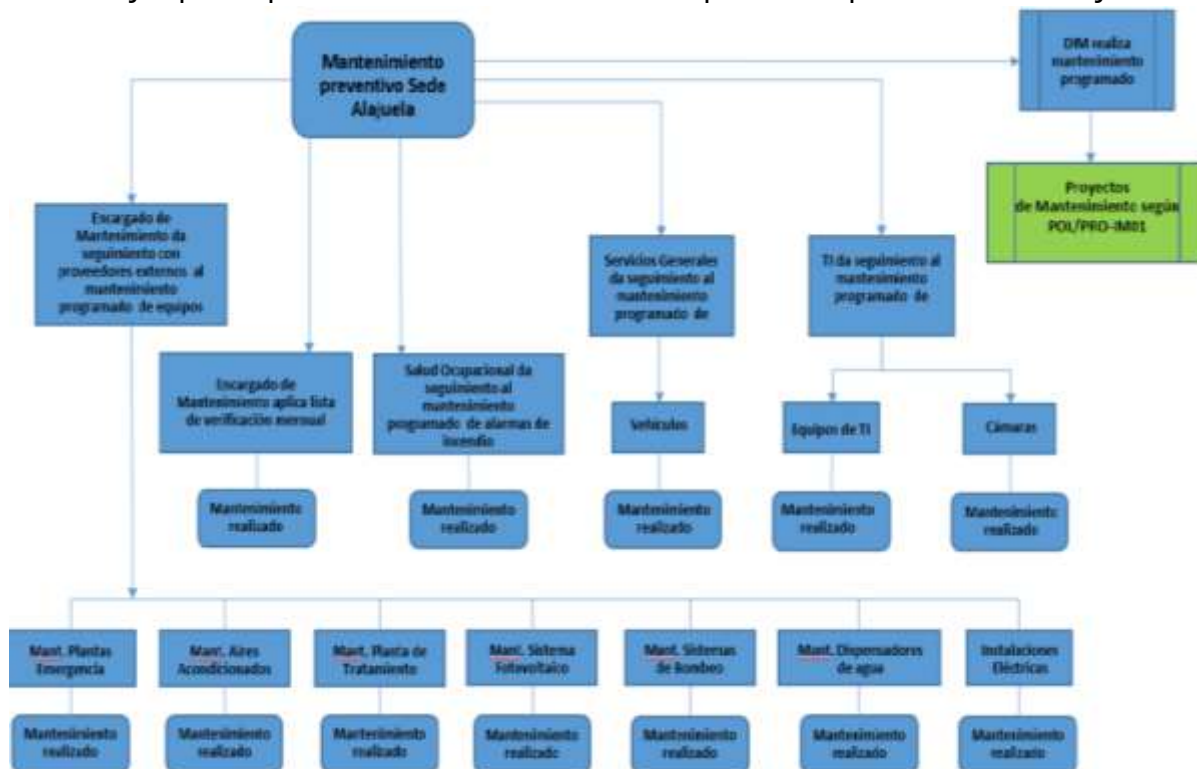 Mantenimiento
preventivo Sede
Alajuela
DIM realiza
mantenimiento
programado
Proyectos
de Mantenimiento según
POL/PRO-IM01
Encargado de
Mantenimiento da
seguimiento con
proveedores externos al
mantenimiento
programado de equipos
Servicios Generales
da seguimiento al
mantenimiento
programado de
TI da seguimiento al
mantenimiento
programado de
Encargado de
Mantenimiento aplica lista
de verificación mensual
Salud Ocupacional da
seguimiento al
mantenimiento
programado de alarmas de
incendio
Vehículos
Equipos de TI
Cámaras
Mantenimiento
realizado
Mantenimiento
realizado
Mantenimiento
realizado
Mantenimiento
realizado
Mantenimiento
realizado
Mant. Plantas
Emergencia
Mant. Aires
Acondicionados
Mant. Planta de
Tratamiento
Mant. Sistema
Fotovoltaico
Mant. Sistemas
de Bombeo
Mant. Dispensadores
de agua
Instalaciones
Eléctricas
Mantenimiento
realizado
Mantenimiento
realizado
Mantenimiento
realizado
Mantenimiento
realizado
Mantenimiento
realizado
Mantenimiento
realizado
Mantenimiento
realizado